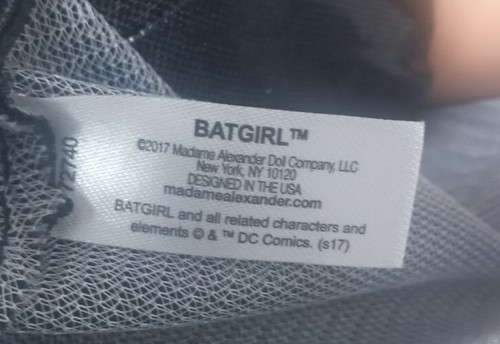 BATGIRL™
©2017 Madame Alexander Doll Company, LLC
New York, NY 10120
DESIGNED IN THE USA
madamealexander.com
BATGIRL and all related characters and
elements © & ™ DC Comics. (s17)